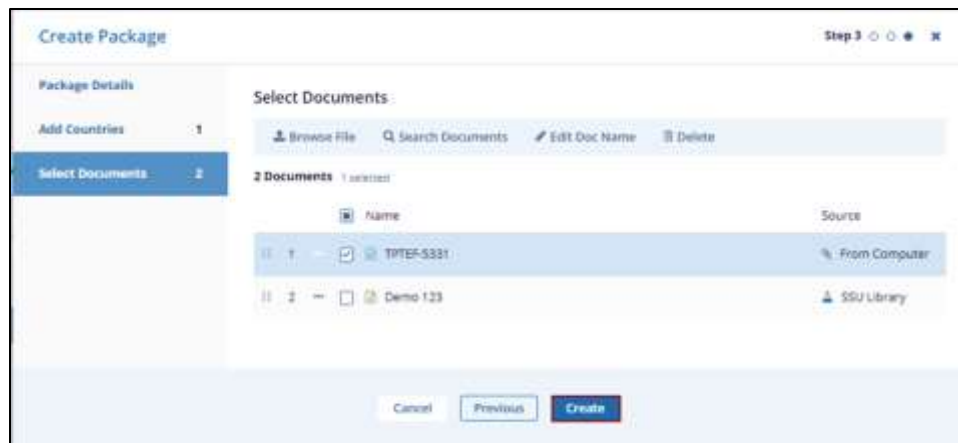 Create Package
Step 3
Package Details
Add Countries 1
Select Documents 2
Select Documents
Browse File Search Documents Edit Doc Name Delete
2 Documents 1 selected
Name Source
1 TPTEF-5331 From Computer
2 Demo 123 SSU Library
Cancel Previous Create